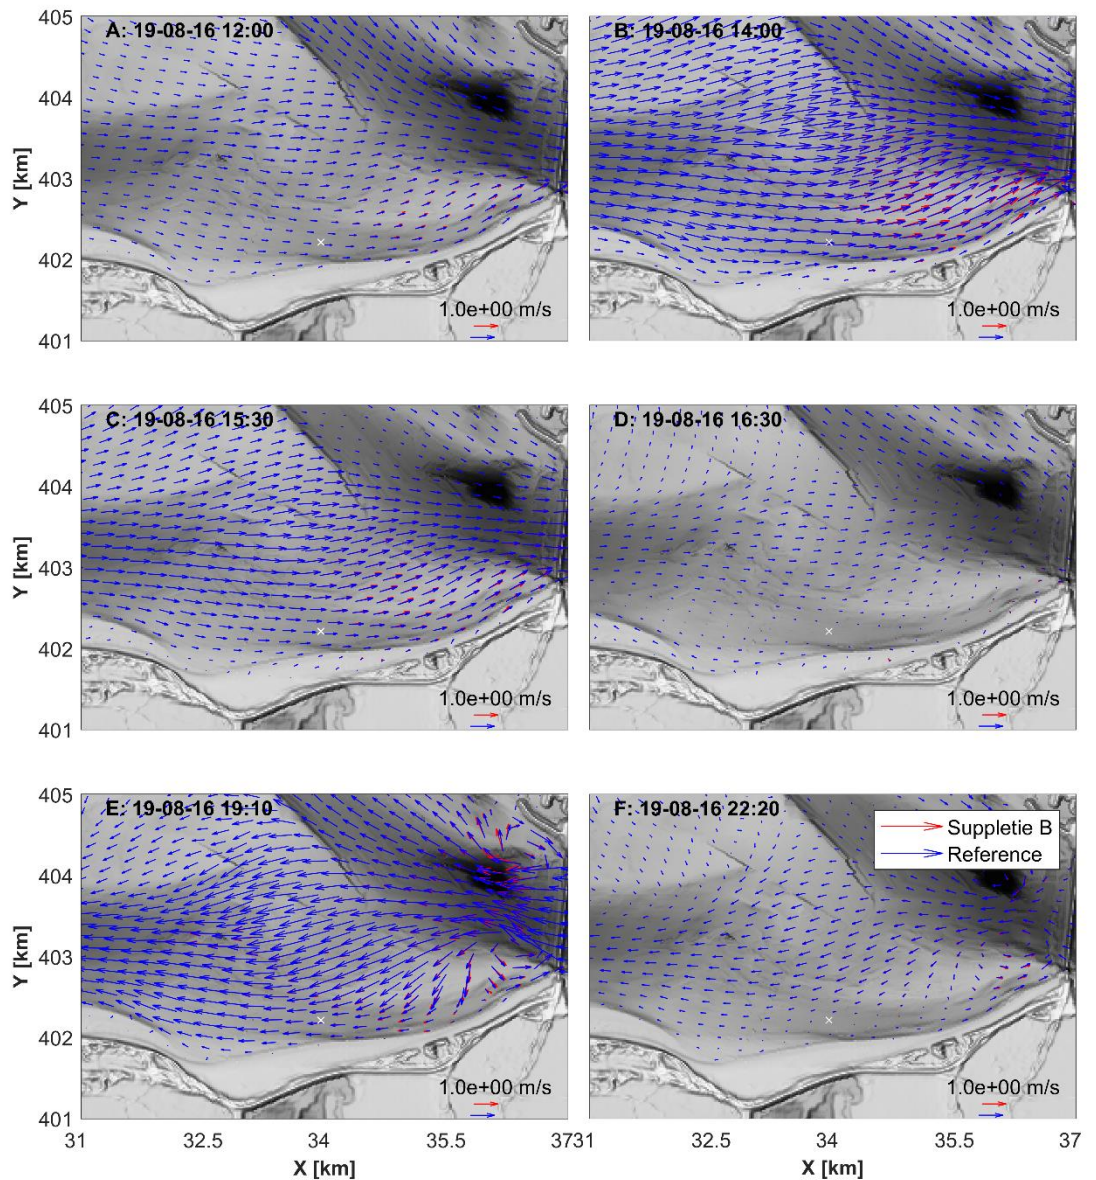 405
404
403
402
401
Y [km]
A: 19-08-16 12:00
1.0e+00 m/s
B: 19-08-16 14:00
1.0e+00 m/s
405
404
403
402
401
Y [km]
C: 19-08-16 15:30
1.0e+00 m/s
D: 19-08-16 16:30
1.0e+00 m/s
405
404
403
402
401
Y [km]
E: 19-08-16 19:10
1.0e+00 m/s
F: 19-08-16 22:20
Suppletie B
Reference
1.0e+00 m/s
31 32.5 34 35.5 37
X [km]
31 32.5 34 35.5 37
X [km]